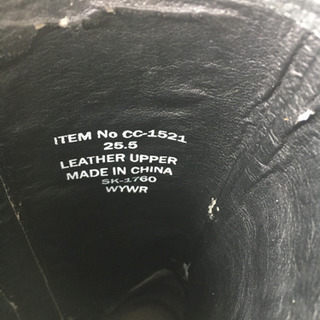 ITEM No CC-1521
25.5
LEATHER UPPER
MADE IN CHINA
SK-1760
WYWR